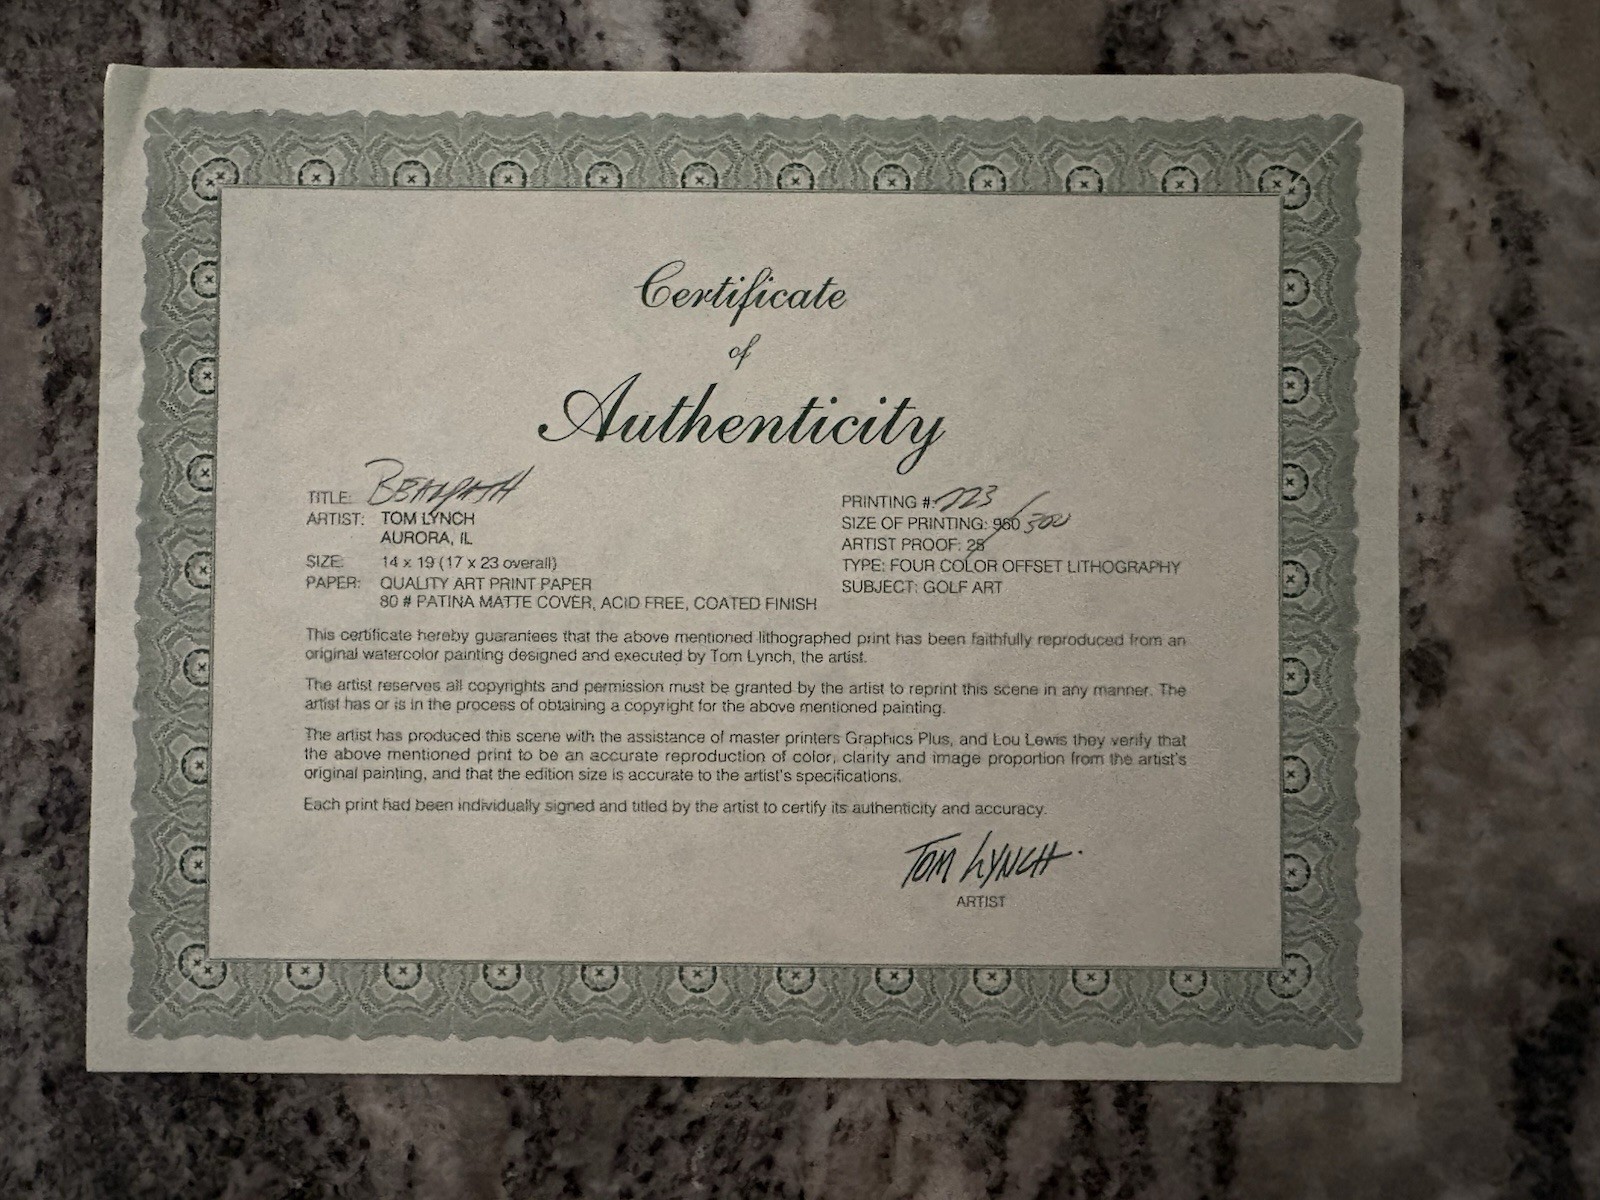 Certificate
of
Authenticity
TITLE:
ARTIST: TOM LYNCH
AURORA, IL
SIZE: 14 x 19 (17 x 23 overall)
PAPER: QUALITY ART PRINT PAPER
80 # PATINA MATTE COVER, ACID FREE, COATED FINISH
PRINTING #:
SIZE OF PRINTING: 500
ARTIST PROOF: 25
TYPE: FOUR COLOR OFFSET LITHOGRAPHY
SUBJECT: GOLF ART
This certificate hereby guarantees that the above mentioned lithographed print has been faithfully reproduced from an
original watercolor painting designed and executed by Tom Lynch, the artist.
The artist reserves all copyrights and permission must be granted by the artist to reprint this scene in any manner. The
artist has or is in the process of obtaining a copyright for the above mentioned painting.
The artist has produced this scene with the assistance of master printers Graphics Plus, and Lou Lewis they verify that
the above mentioned print to be an accurate reproduction of color, clarity and image proportion from the artist's
original painting, and that the edition size is accurate to the artist's specifications.
Each print had been individually signed and titled by the artist to certify its authenticity and accuracy.
TOM LYNCH.
ARTIST